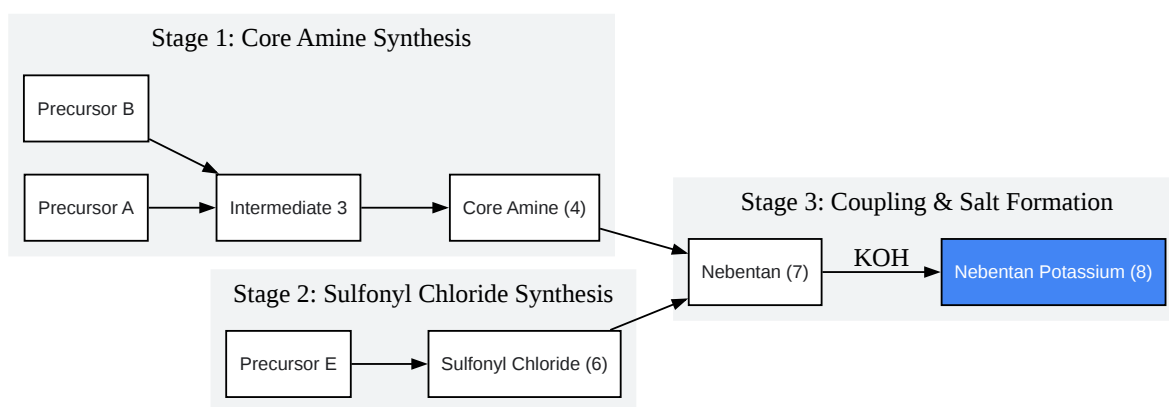 Stage 1: Core Amine Synthesis
Precursor B
Precursor A
Intermediate 3
Core Amine (4)
Stage 2: Sulfonyl Chloride Synthesis
Precursor E
Sulfonyl Chloride (6)
Stage 3: Coupling & Salt Formation
Nebentan (7)
KOH
Nebentan Potassium (8)